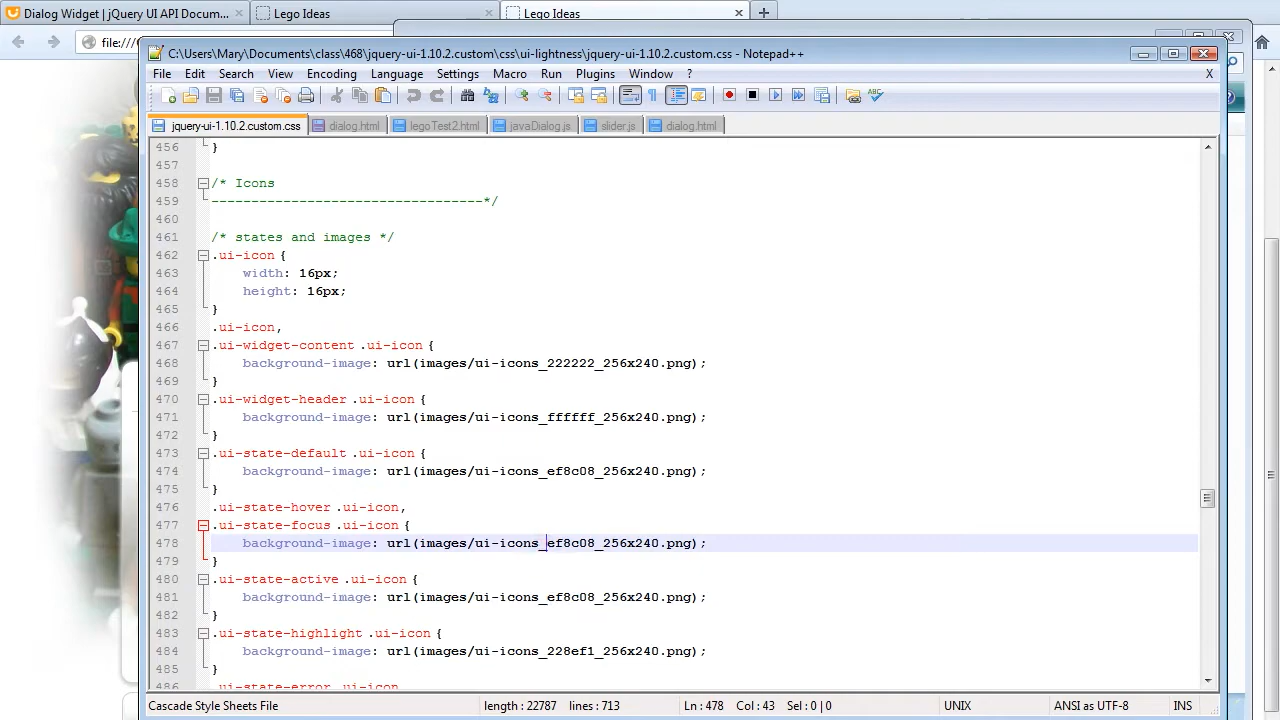 Dialog Widget | jQuery UI API Docum...
Lego Ideas
Lego Ideas
file:///
C:\Users\Mary\Documents\class\468\jquery-ui-1.10.2.custom\css\ui-lightness\jquery-ui-1.10.2.custom.css - Notepad++
File Edit Search View Encoding Language Settings Macro Run Plugins Window ? X
jquery-ui-1.10.2.custom.css dialog.html legoTest2.html javaDialog.js slider.js dialog.html
456 }
457
458 /* Icons
459 ----------------------------------*/
460
461 /* states and images */
462 .ui-icon {
463 width: 16px;
464 height: 16px;
465 }
466 .ui-icon,
467 .ui-widget-content .ui-icon {
468 background-image: url(images/ui-icons_222222_256x240.png);
469 }
470 .ui-widget-header .ui-icon {
471 background-image: url(images/ui-icons_ffffff_256x240.png);
472 }
473 .ui-state-default .ui-icon {
474 background-image: url(images/ui-icons_ef8c08_256x240.png);
475 }
476 .ui-state-hover .ui-icon,
477 .ui-state-focus .ui-icon {
478 background-image: url(images/ui-icons_ef8c08_256x240.png);
479 }
480 .ui-state-active .ui-icon {
481 background-image: url(images/ui-icons_ef8c08_256x240.png);
482 }
483 .ui-state-highlight .ui-icon {
484 background-image: url(images/ui-icons_228ef1_256x240.png);
485 }
486 .ui-state-error .ui-icon,
Cascade Style Sheets File length : 22787 lines : 713 Ln : 478 Col : 43 Sel : 0 | 0 UNIX ANSI as UTF-8 INS